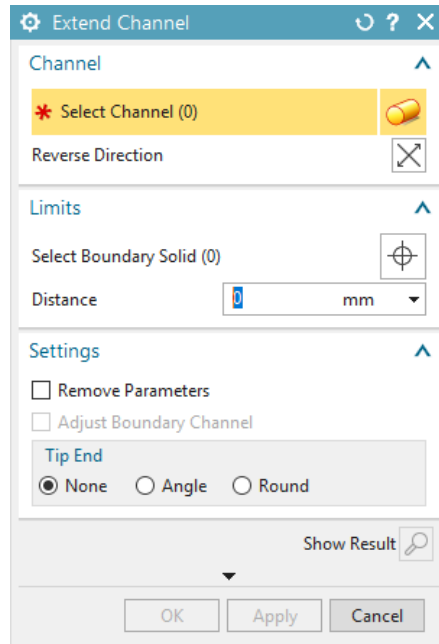 Extend Channel ?
Channel
* Select Channel (0)
Reverse Direction
Limits
Select Boundary Solid (0)
Distance 0 mm
Settings
Remove Parameters
Adjust Boundary Channel
Tip End
None Angle Round
Show Result
OK Apply Cancel